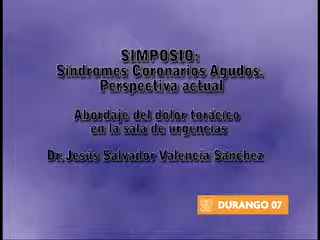 SIMPOSIO:
Síndromes Coronarios Agudos.
Perspectiva actual
Abordaje del dolor torácico
en la sala de urgencias
Dr. Jesús Salvador Valencia Sánchez
DURANGO 07